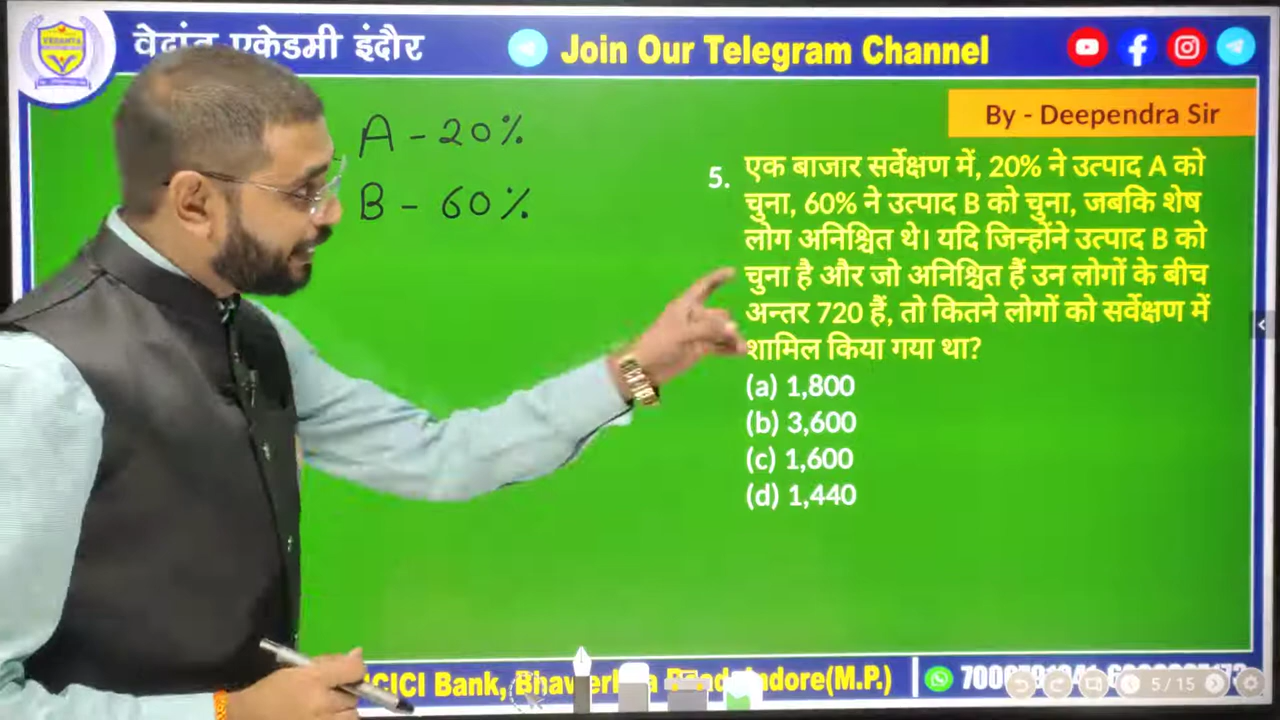 वेदांत एकेडमी इंदौर
Join Our Telegram Channel
VEDANTA
By - Deependra Sir
A - 20%
B - 60%
5. एक बाजार सर्वेक्षण में, 20% ने उत्पाद A को
चुना, 60% ने उत्पाद B को चुना, जबकि शेष
लोग अनिश्चित थे। यदि जिन्होंने उत्पाद B को
चुना है और जो अनिश्चित हैं उन लोगों के बीच
अन्तर 720 हैं, तो कितने लोगों को सर्वेक्षण में
शामिल किया गया था?
(a) 1,800
(b) 3,600
(c) 1,600
(d) 1,440
ICICI Bank, ndore(M.P.)
5 / 15